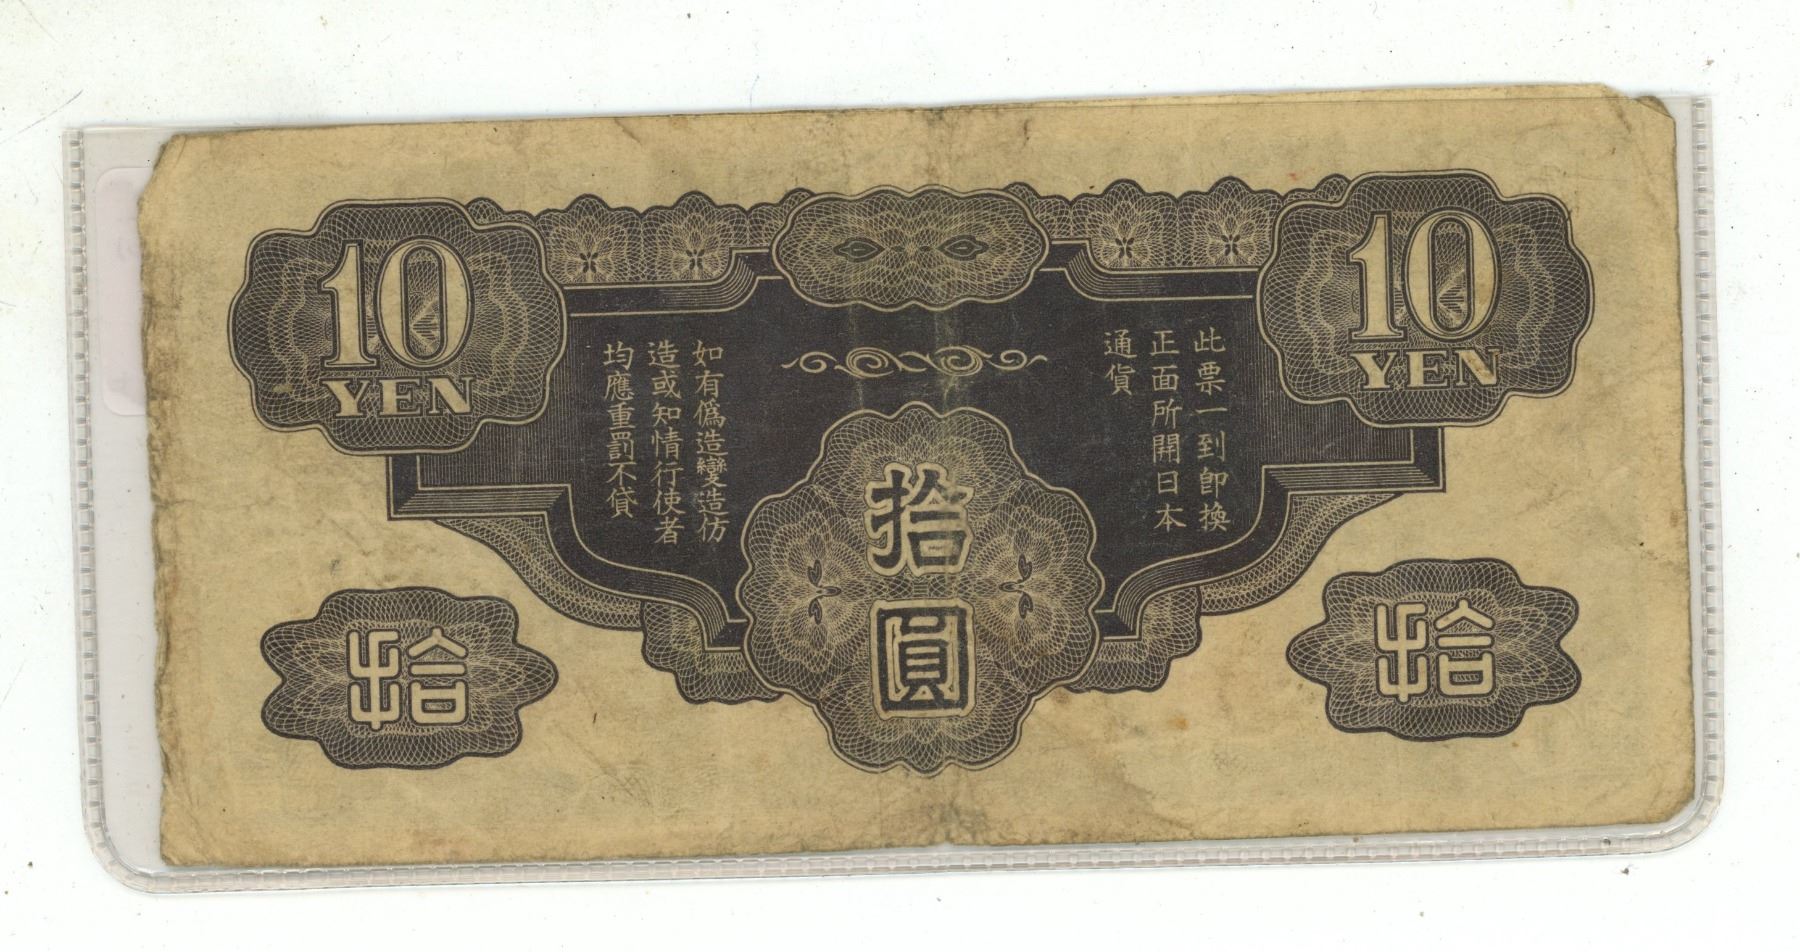 10
YEN
10
YEN
此票一到即換
正面所開日本
通貨
如有僞造變造仿
造或知情行使者
均應重罰不貸
拾
圓
拾
拾